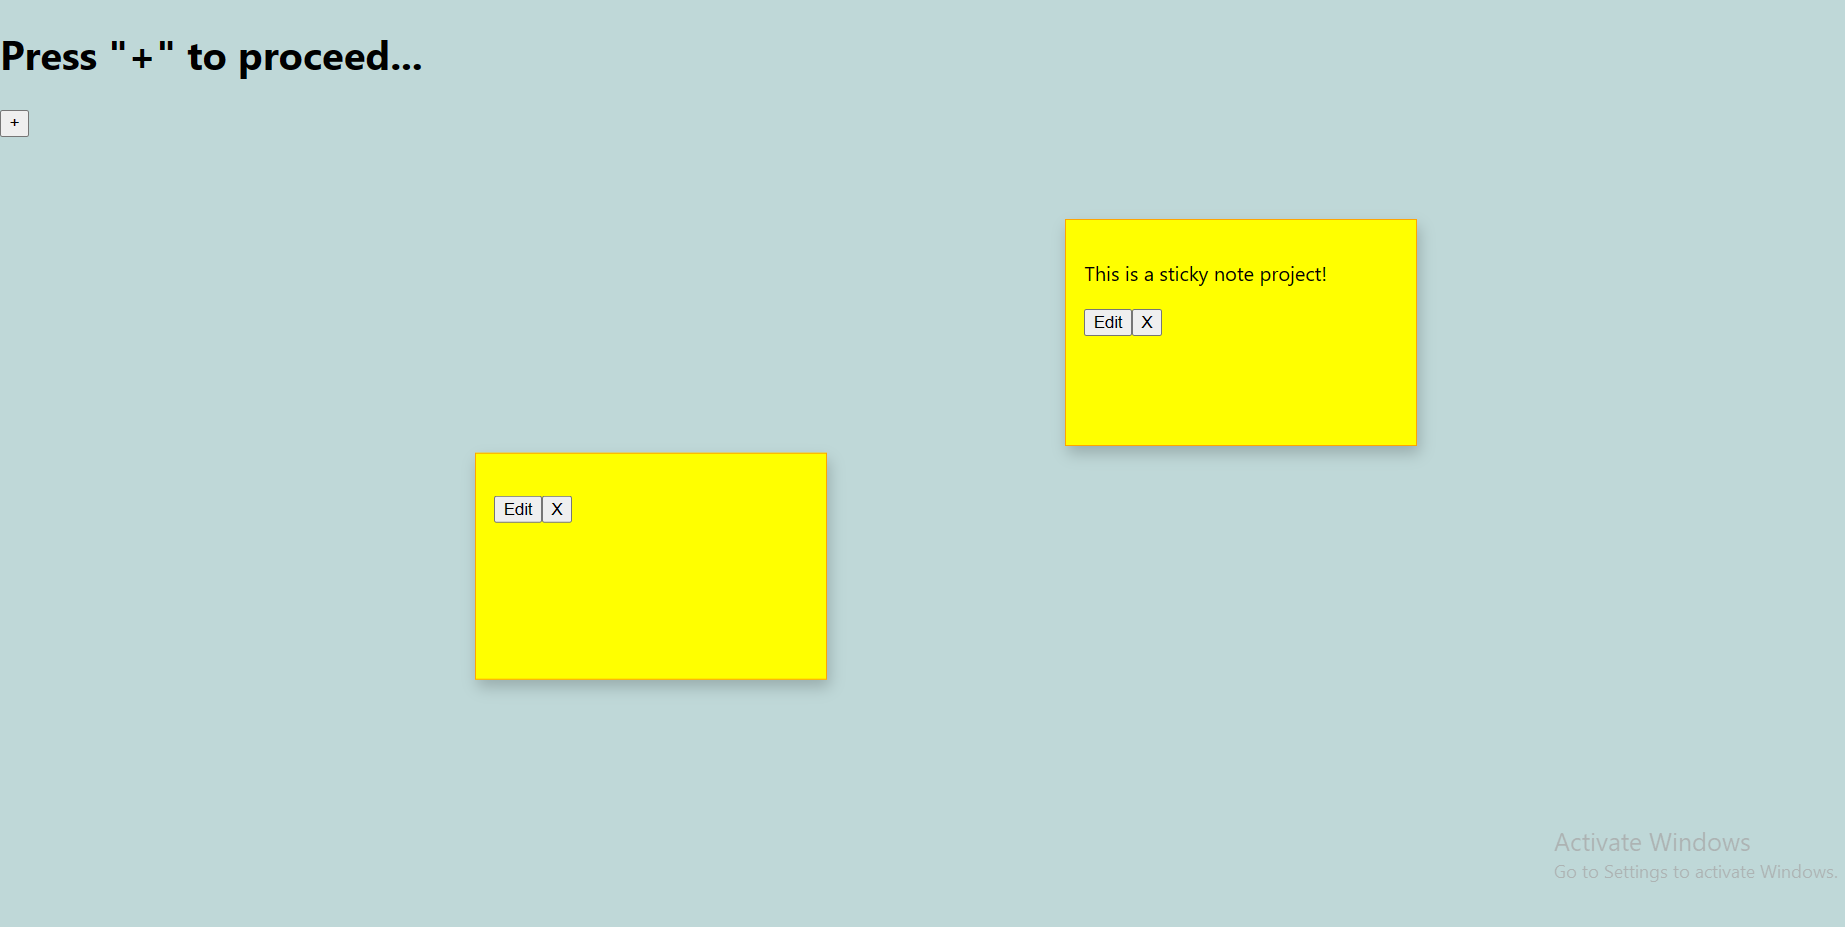 Press "+" to proceed...
+
This is a sticky note project!
Edit X
Edit X
Activate Windows
Go to Settings to activate Windows.